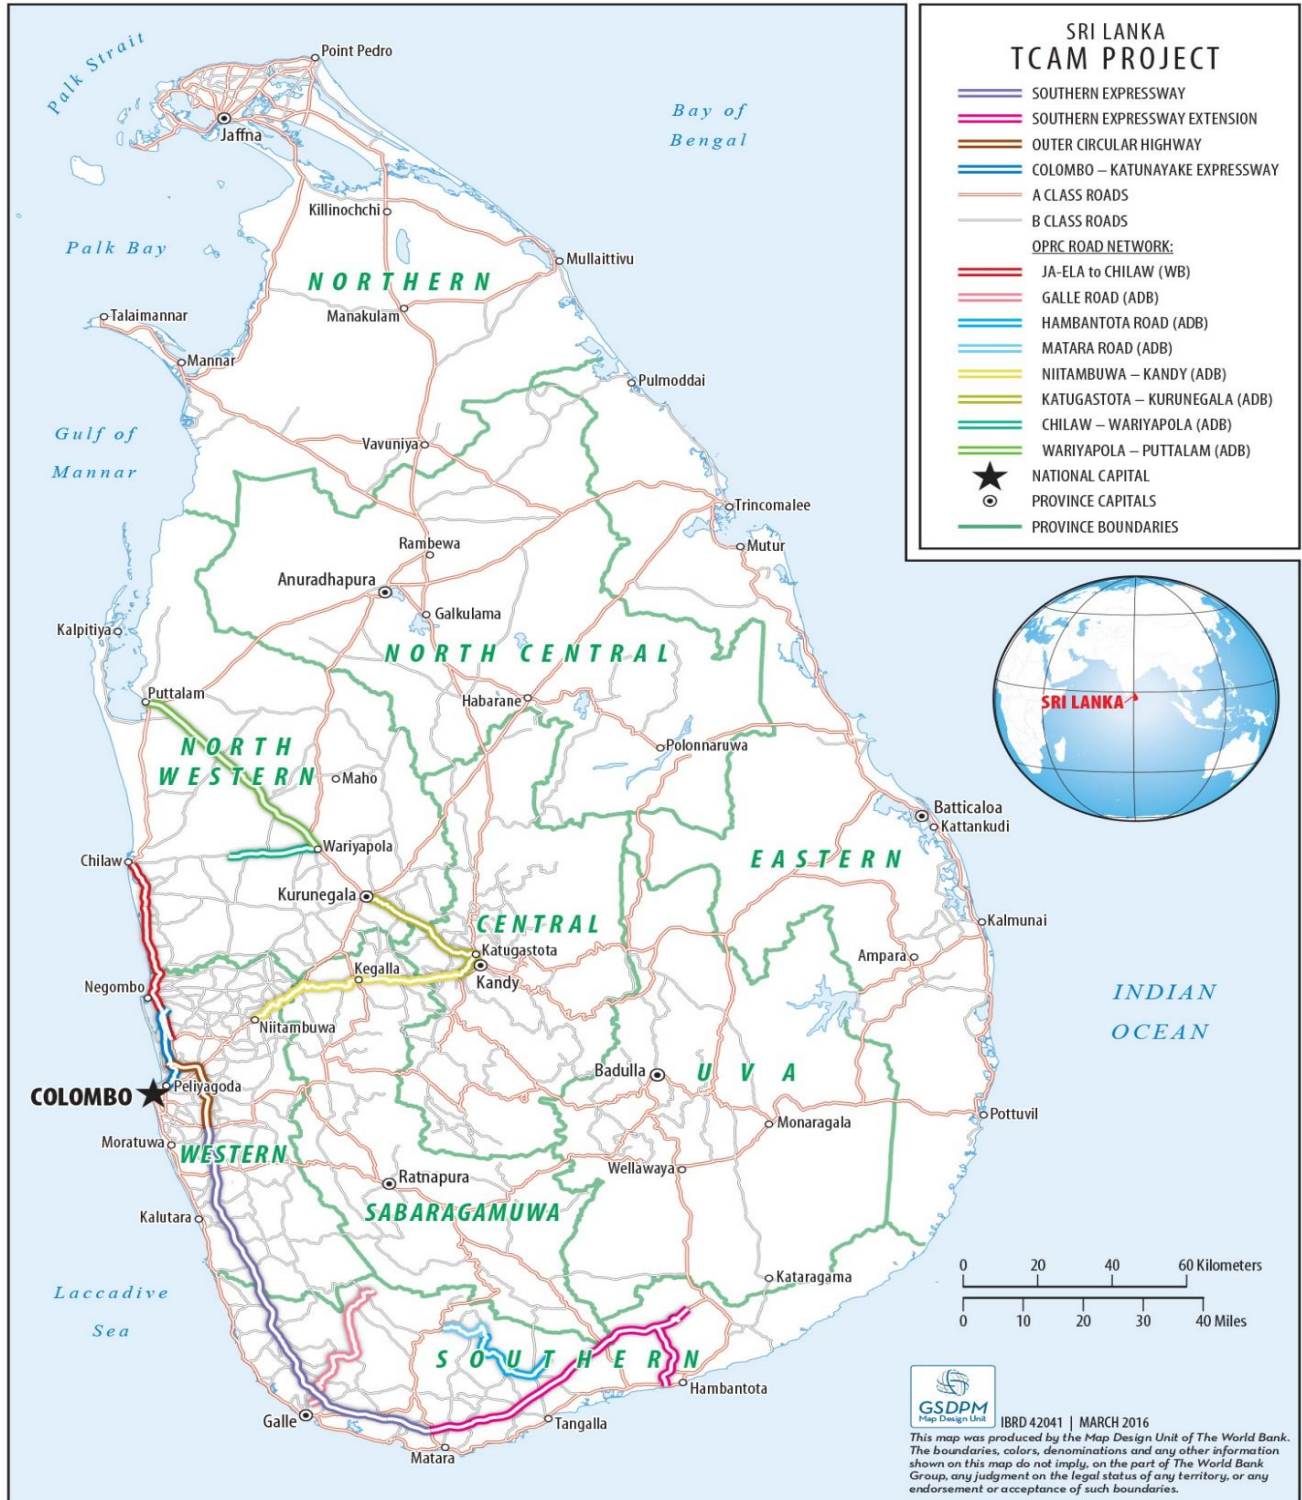 SRI LANKA
TCAM PROJECT
SOUTHERN EXPRESSWAY
SOUTHERN EXPRESSWAY EXTENSION
OUTER CIRCULAR HIGHWAY
COLOMBO – KATUNAYAKE EXPRESSWAY
A CLASS ROADS
B CLASS ROADS
OPRC ROAD NETWORK:
JA-ELA to CHILAW (WB)
GALLE ROAD (ADB)
HAMBANTOTA ROAD (ADB)
MATARA ROAD (ADB)
NIITAMBUWA – KANDY (ADB)
KATUGASTOTA – KURUNEGALA (ADB)
CHILAW – WARIYAPOLA (ADB)
WARIYAPOLA – PUTTALAM (ADB)
NATIONAL CAPITAL
PROVINCE CAPITALS
PROVINCE BOUNDARIES
Palk Strait
Point Pedro
Bay of
Bengal
Jaffna
Killinochchi
Palk Bay
Mullaittivu
NORTHERN
Manakulam
Talaimannar
Mannar
Pulmoddai
Gulf of
Mannar
Vavuniya
Trincomalee
Mutur
Rambewa
Anuradhapura
Galkulama
Kalpitiya
NORTH CENTRAL
Puttalam
Habarane
SRI LANKA
NORTH
WESTERN
Polonnaruwa
Maho
Batticaloa
Kattankudi
Wariyapola
Chilaw
EASTERN
Kurunegala
CENTRAL
Kalmunai
Katugastota
Ampara
Kegalla
Kandy
Negombo
INDIAN
OCEAN
Niitambuwa
Badulla
UVA
Peliyagoda
COLOMBO
Pottuvil
Monaragala
Moratuwa
WESTERN
Wellawaya
Ratnapura
SABARAGAMUWA
Kalutara
Kataragama
0 20 40 60 Kilometers
0 10 20 30 40 Miles
Laccadive
Sea
SOUTHERN
Hambantota
Galle
Tangalla
Matara
GSDPM
Map Design Unit
IBRD 42041 | MARCH 2016
This map was produced by the Map Design Unit of The World Bank.
The boundaries, colors, denominations and any other information
shown on this map do not imply, on the part of The World Bank
Group, any judgment on the legal status of any territory, or any
endorsement or acceptance of such boundaries.